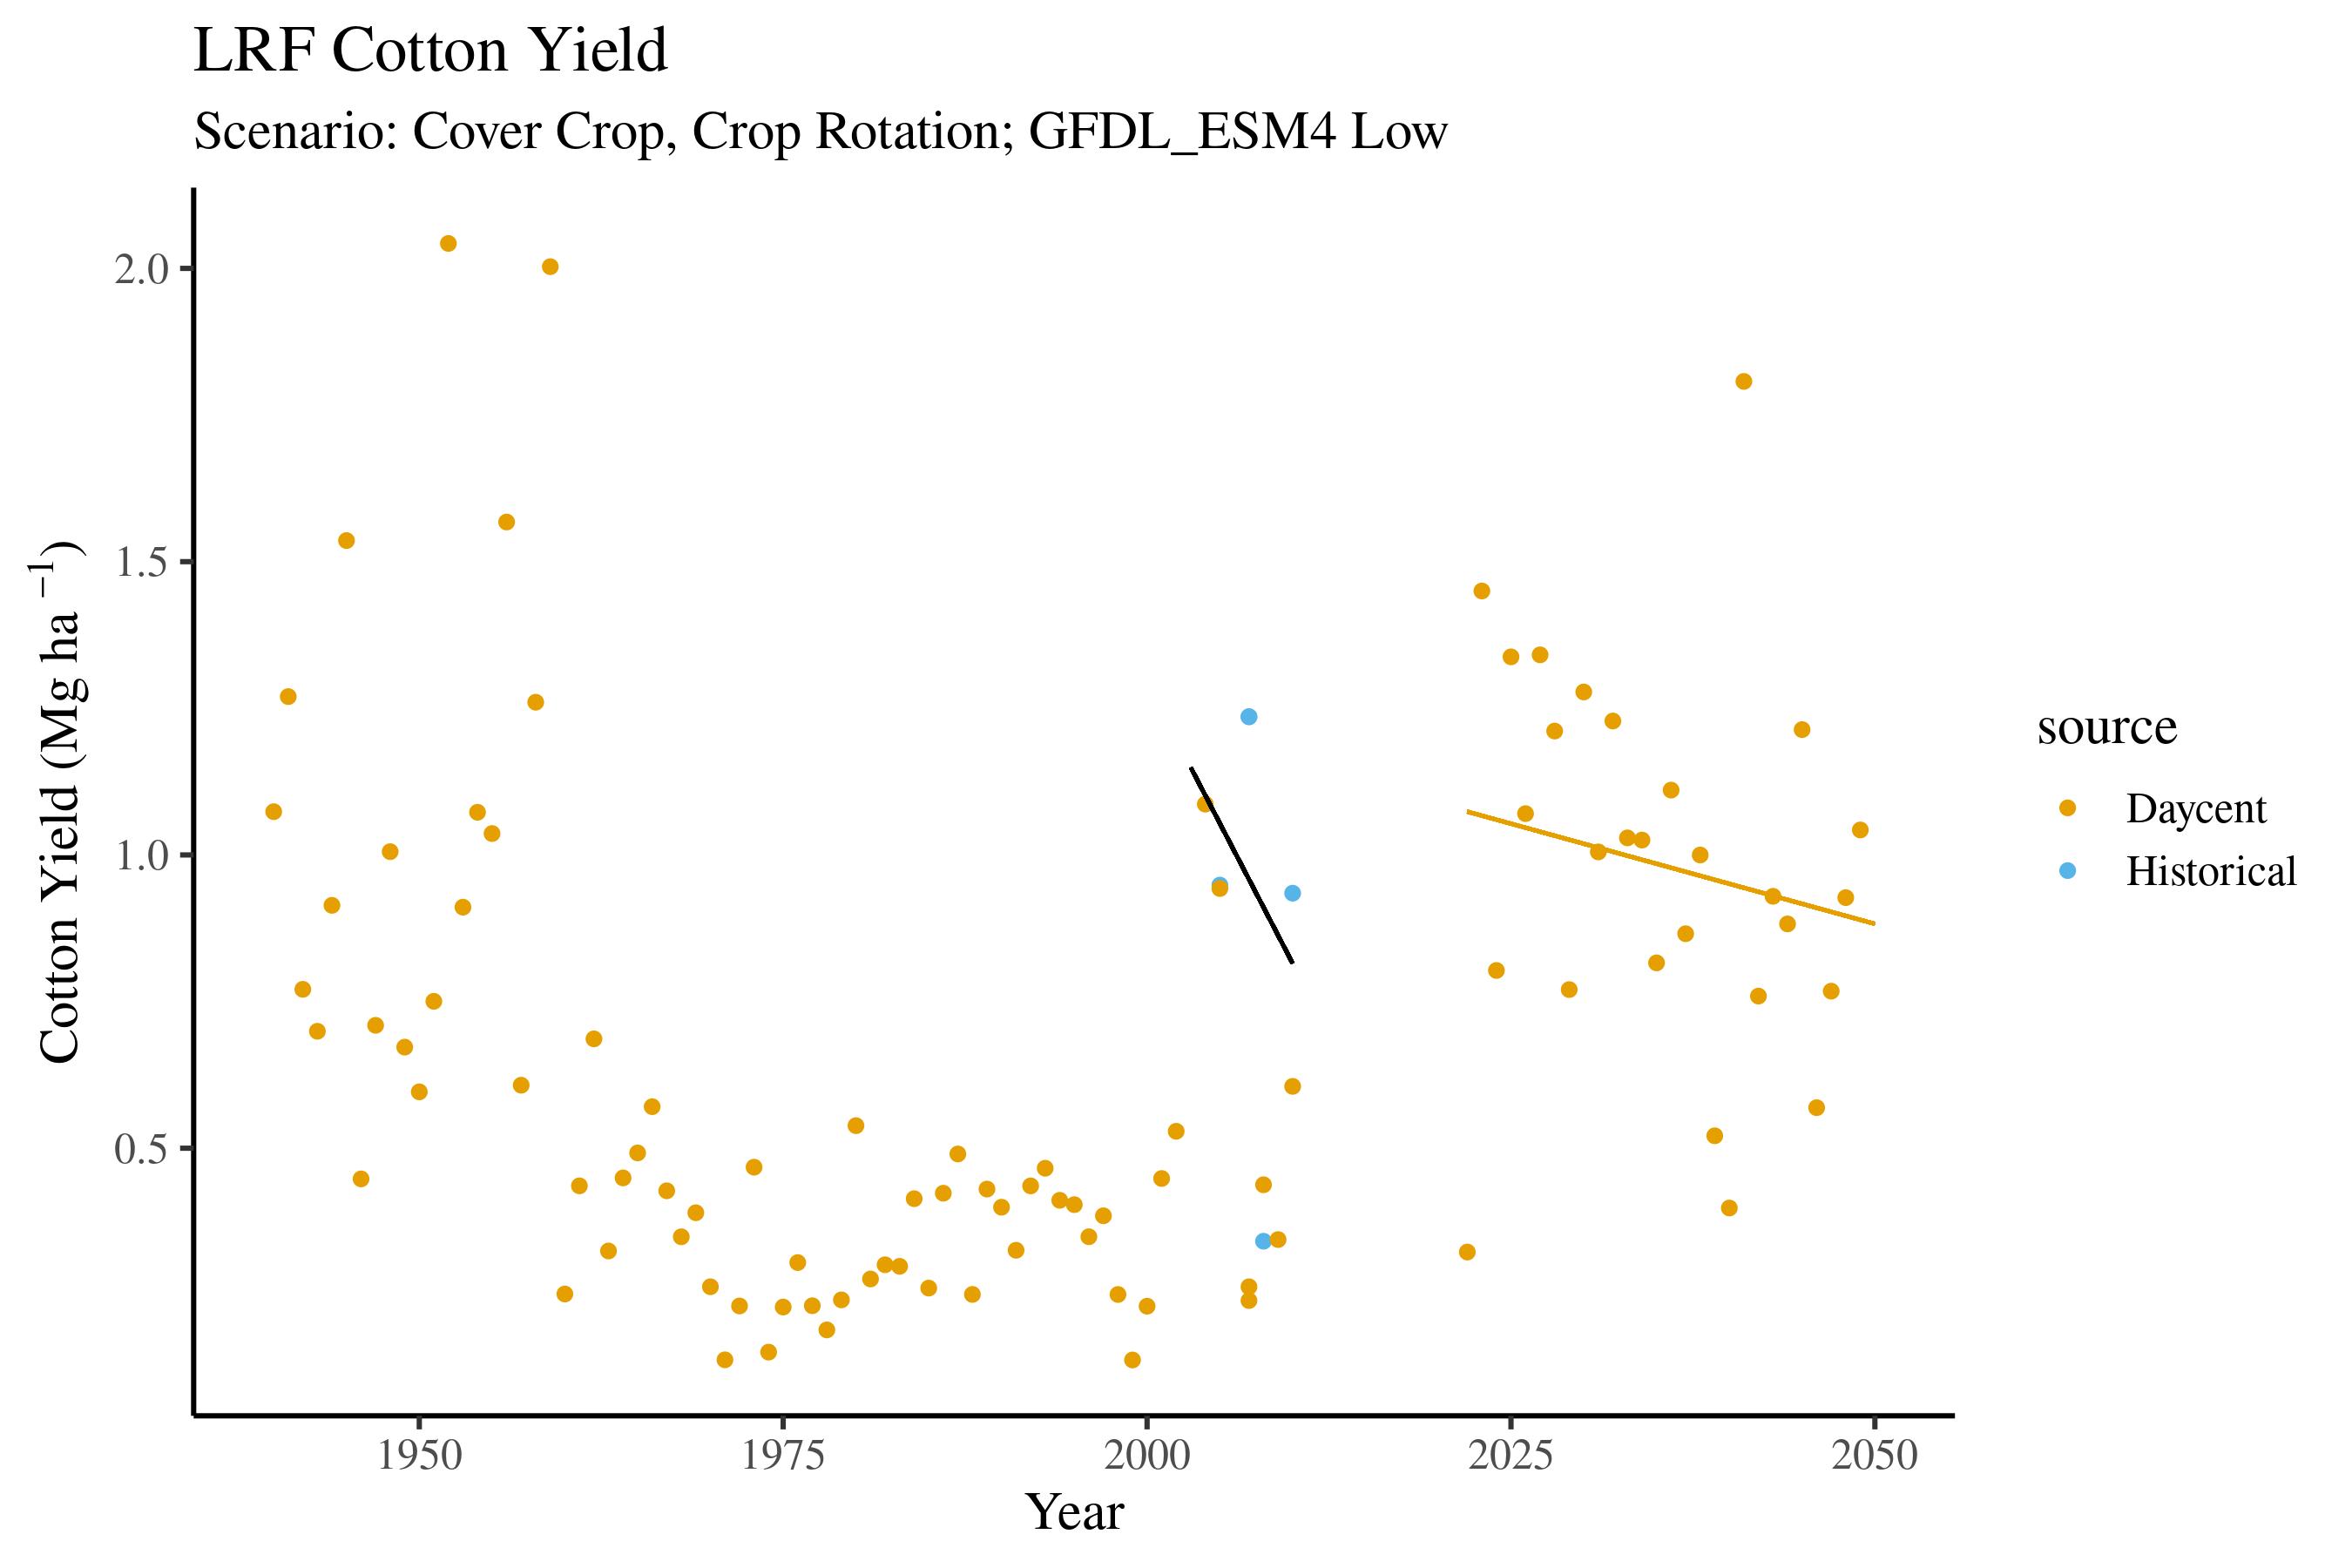 LRF Cotton Yield
Scenario: Cover Crop, Crop Rotation; GFDL_ESM4 Low
Cotton Yield (Mg ha⁻¹)
2.0
1.5
1.0
0.5
1950 1975 2000 2025 2050
Year
source
Daycent
Historical